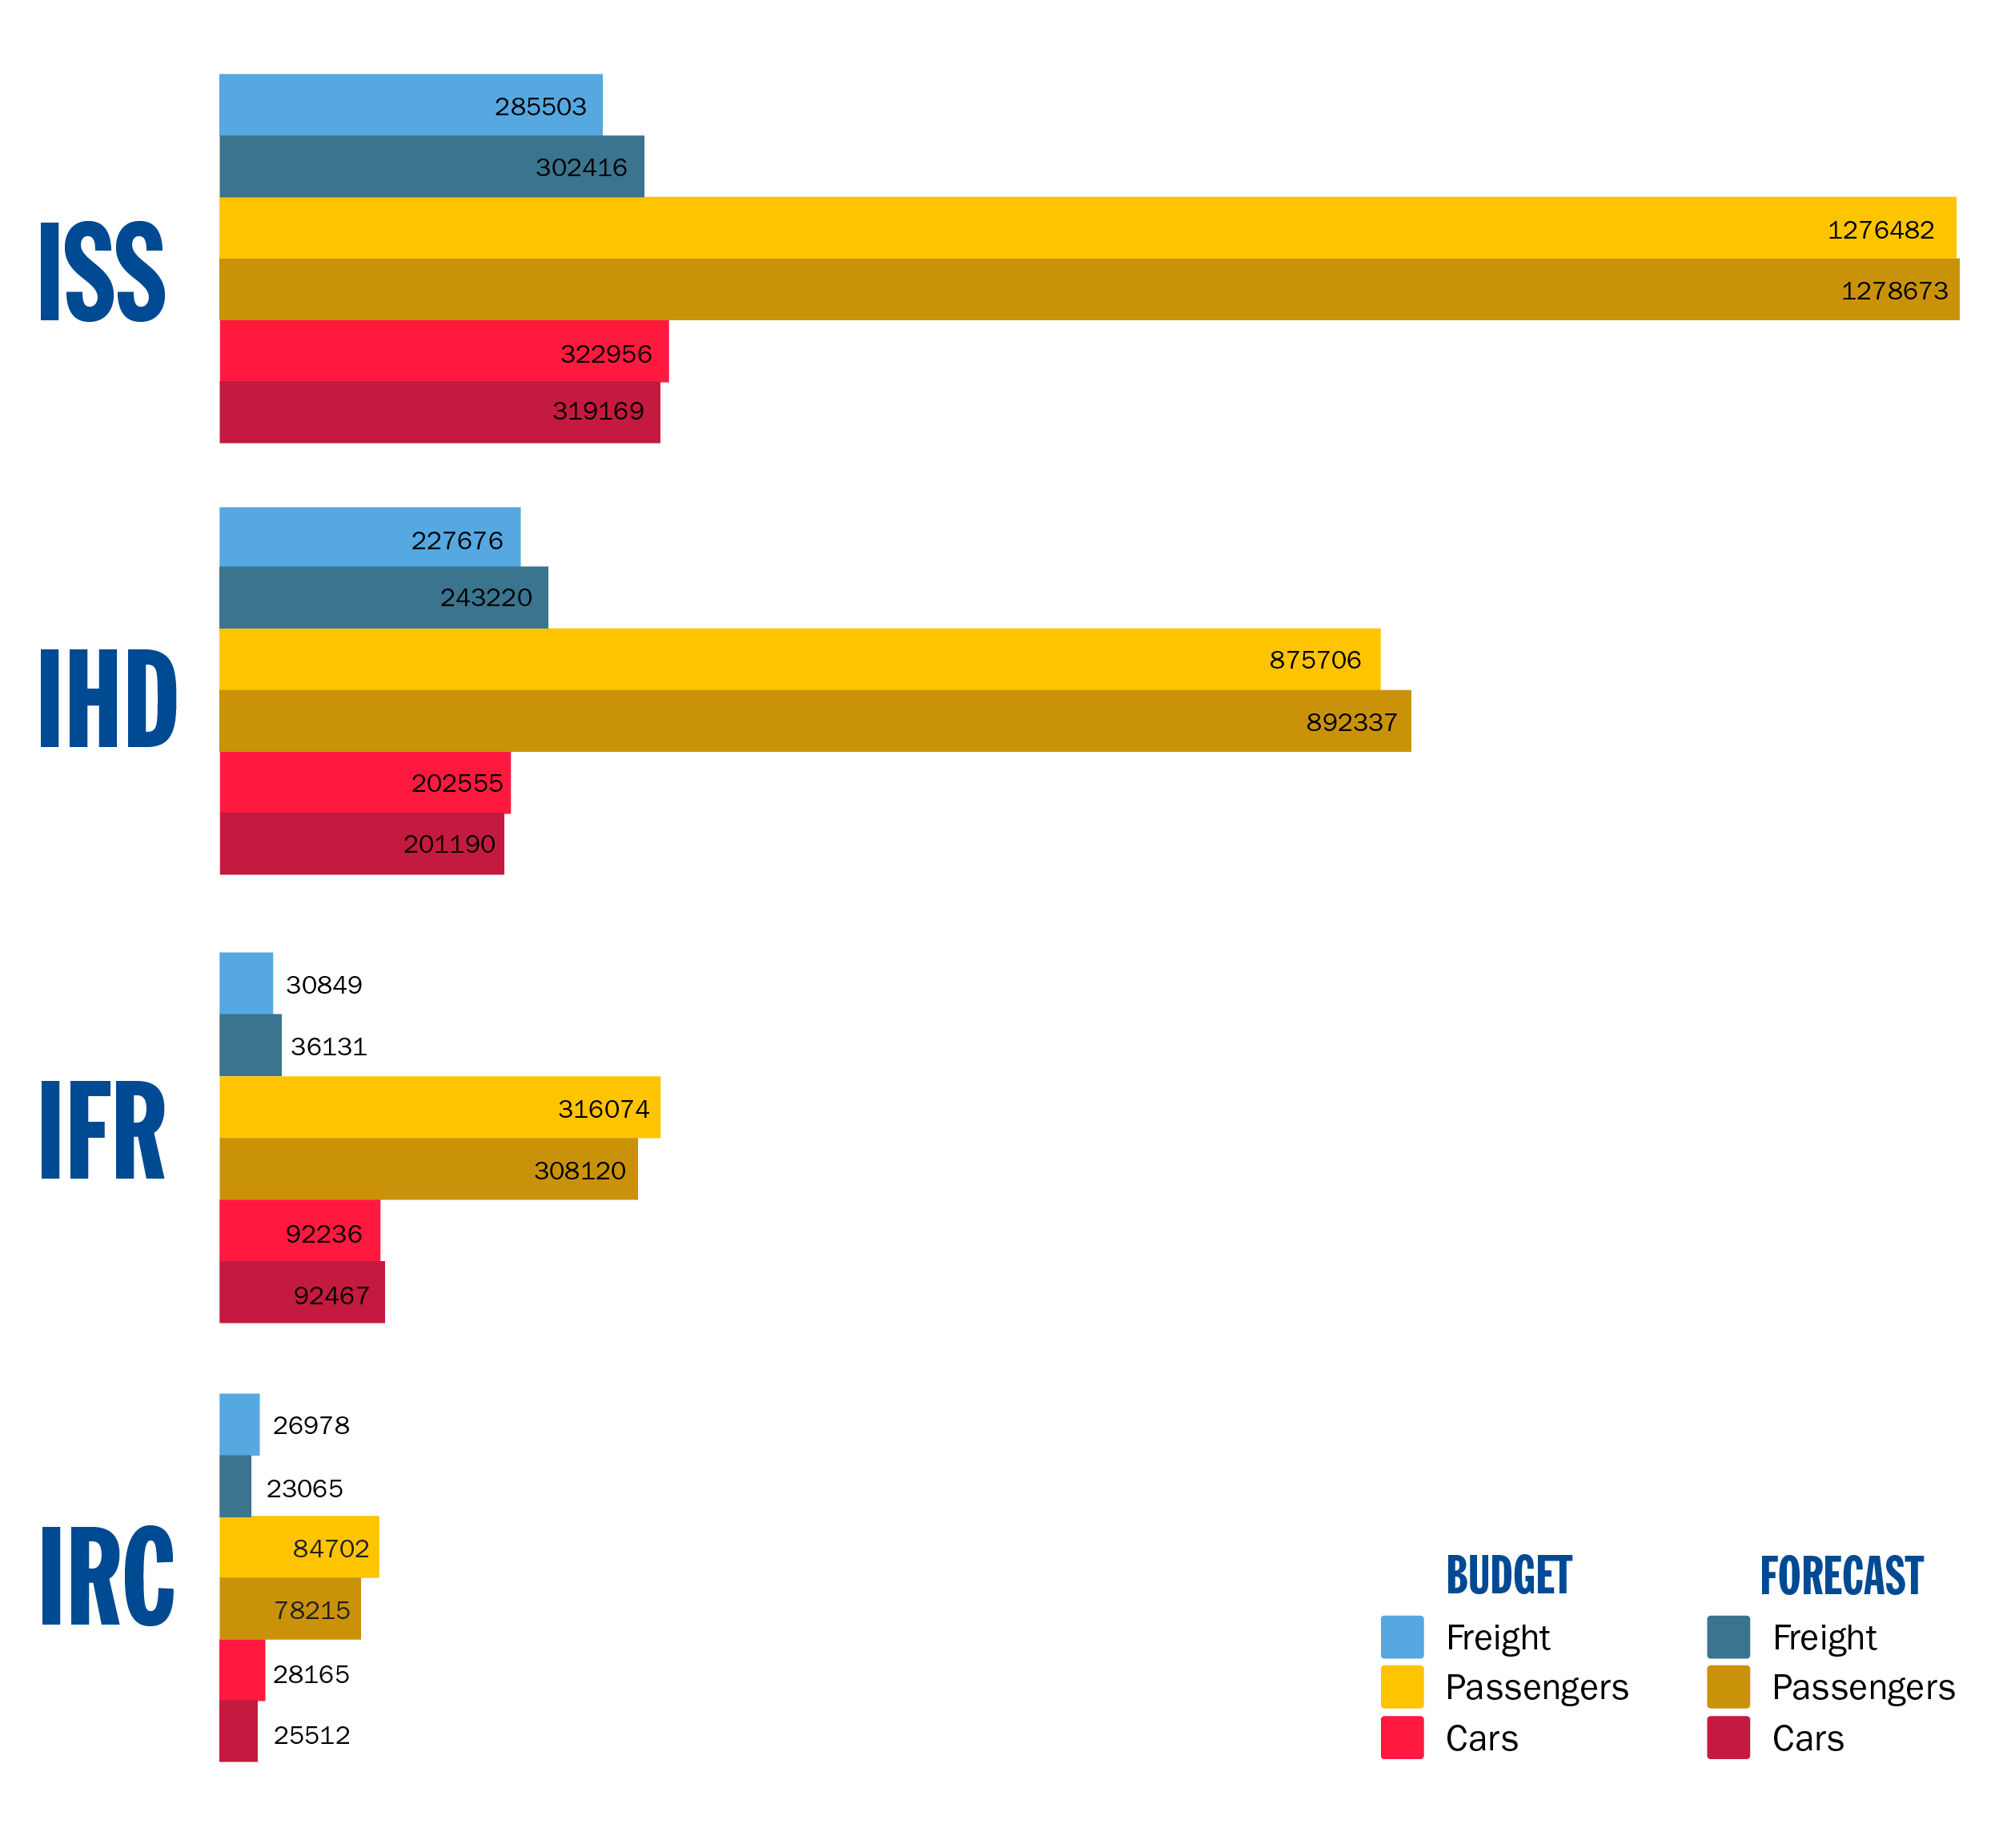 ISS
285503
302416
1276482
1278673
322956
319169
IHD
227676
243220
875706
892337
202555
201190
IFR
30849
36131
316074
308120
92236
92467
IRC
26978
23065
84702
78215
28165
25512
BUDGET
Freight
Passengers
Cars
FORECAST
Freight
Passengers
Cars